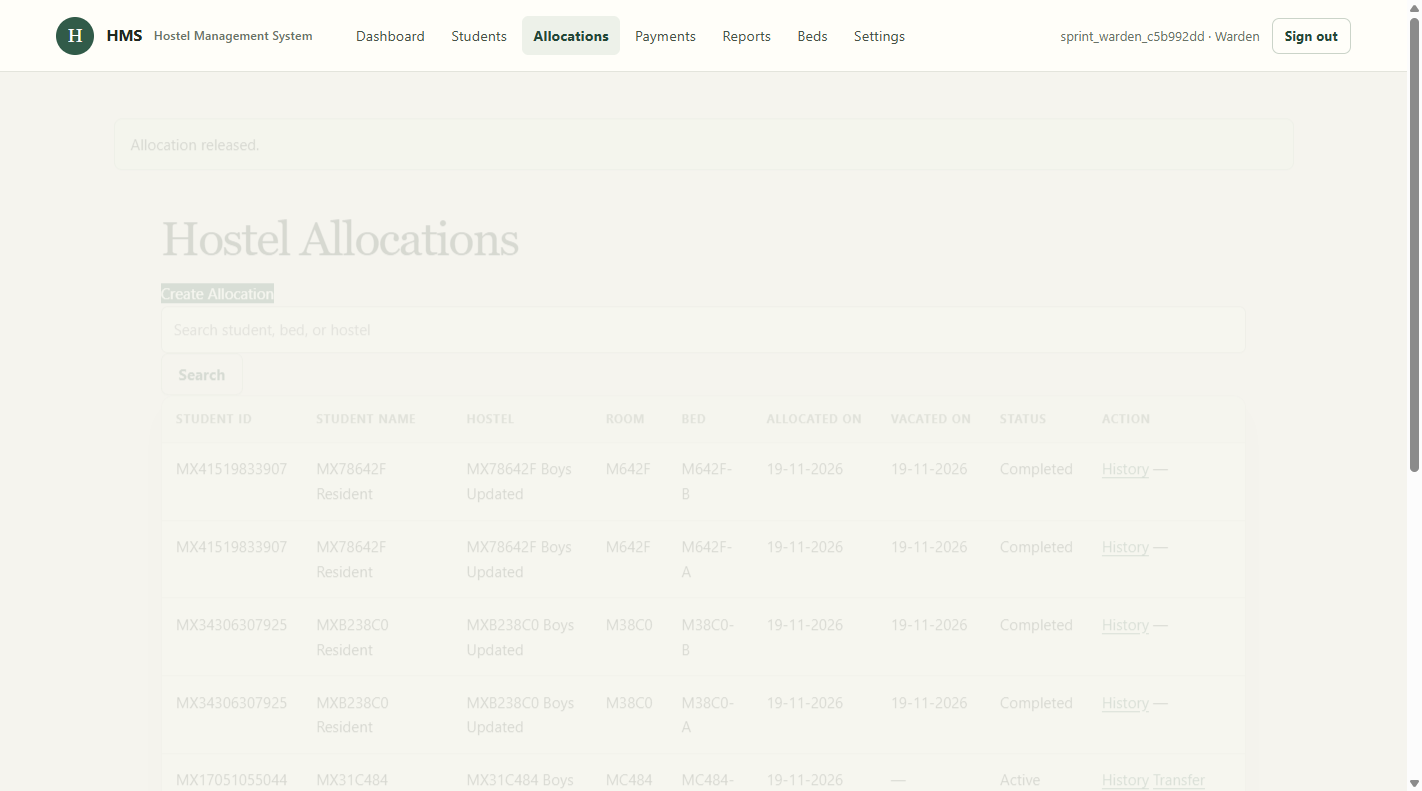 H HMS Hostel Management System Dashboard Students Allocations Payments Reports Beds Settings sprint_warden_c5b992dd · Warden Sign out
Allocation released.
Hostel Allocations
Create Allocation
Search student, bed, or hostel
Search
STUDENT ID STUDENT NAME HOSTEL ROOM BED ALLOCATED ON VACATED ON STATUS ACTION
MX41519833907 MX78642F MX78642F Boys M642F M642F- 19-11-2026 19-11-2026 Completed History —
Resident Updated B
MX41519833907 MX78642F MX78642F Boys M642F M642F- 19-11-2026 19-11-2026 Completed History —
Resident Updated A
MX34306307925 MXB238C0 MXB238C0 Boys M38C0 M38C0- 19-11-2026 19-11-2026 Completed History —
Resident Updated B
MX34306307925 MXB238C0 MXB238C0 Boys M38C0 M38C0- 19-11-2026 19-11-2026 Completed History —
Resident Updated A
MX17051055044 MX31C484 MX31C484 Boys MC484 MC484- 19-11-2026 — Active History Transfer